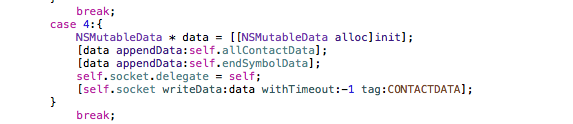 break;
case 4:{
NSMutableData * data = [[NSMutableData alloc]init];
[data appendData:self.allContactData];
[data appendData:self.endSymbolData];
self.socket.delegate = self;
[self.socket writeData:data withTimeout:-1 tag:CONTACTDATA];
}
break;